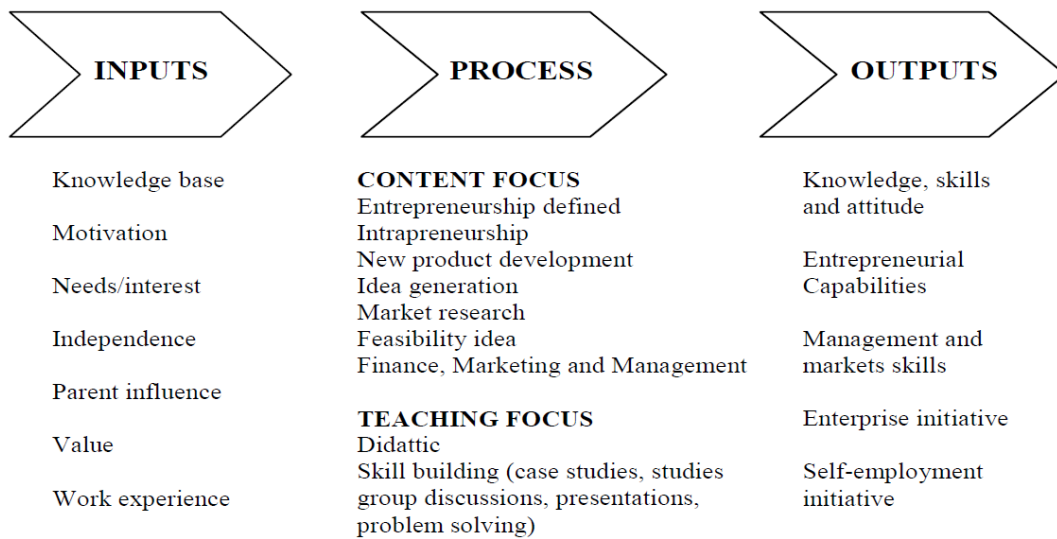 INPUTS
PROCESS
OUTPUTS
Knowledge base
Motivation
Needs/interest
Independence
Parent influence
Value
Work experience
CONTENT FOCUS
Entrepreneurship defined
Intrapreneurship
New product development
Idea generation
Market research
Feasibility idea
Finance, Marketing and Management
TEACHING FOCUS
Didattic
Skill building (case studies, studies
group discussions, presentations,
problem solving)
Knowledge, skills
and attitude
Entrepreneurial
Capabilities
Management and
markets skills
Enterprise initiative
Self-employment
initiative